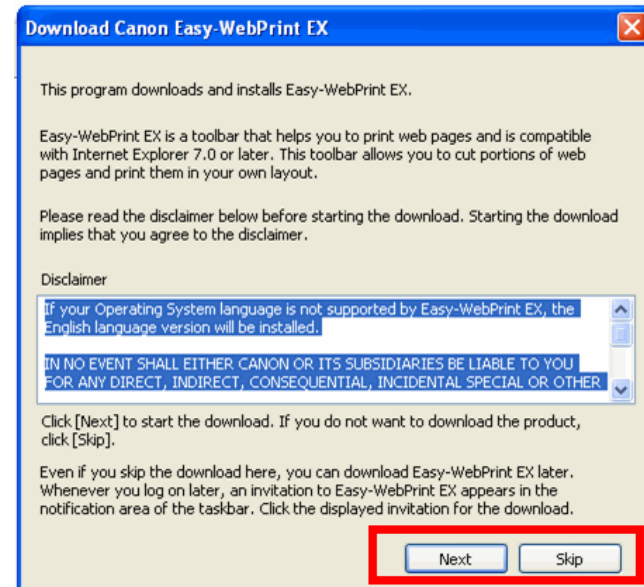 Download Canon Easy-WebPrint EX
This program downloads and installs Easy-WebPrint EX.
Easy-WebPrint EX is a toolbar that helps you to print web pages and is compatible
with Internet Explorer 7.0 or later. This toolbar allows you to cut portions of web
pages and print them in your own layout.
Please read the disclaimer below before starting the download. Starting the download
implies that you agree to the disclaimer.
Disclaimer
If your Operating System language is not supported by Easy-WebPrint EX, the
English language version will be installed.
IN NO EVENT SHALL EITHER CANON OR ITS SUBSIDIARIES BE LIABLE TO YOU
FOR ANY DIRECT, INDIRECT, CONSEQUENTIAL, INCIDENTAL SPECIAL OR OTHER
Click [Next] to start the download. If you do not want to download the product,
click [Skip].
Even if you skip the download here, you can download Easy-WebPrint EX later.
Whenever you log on later, an invitation to Easy-WebPrint EX appears in the
notification area of the taskbar. Click the displayed invitation for the download.
Next Skip